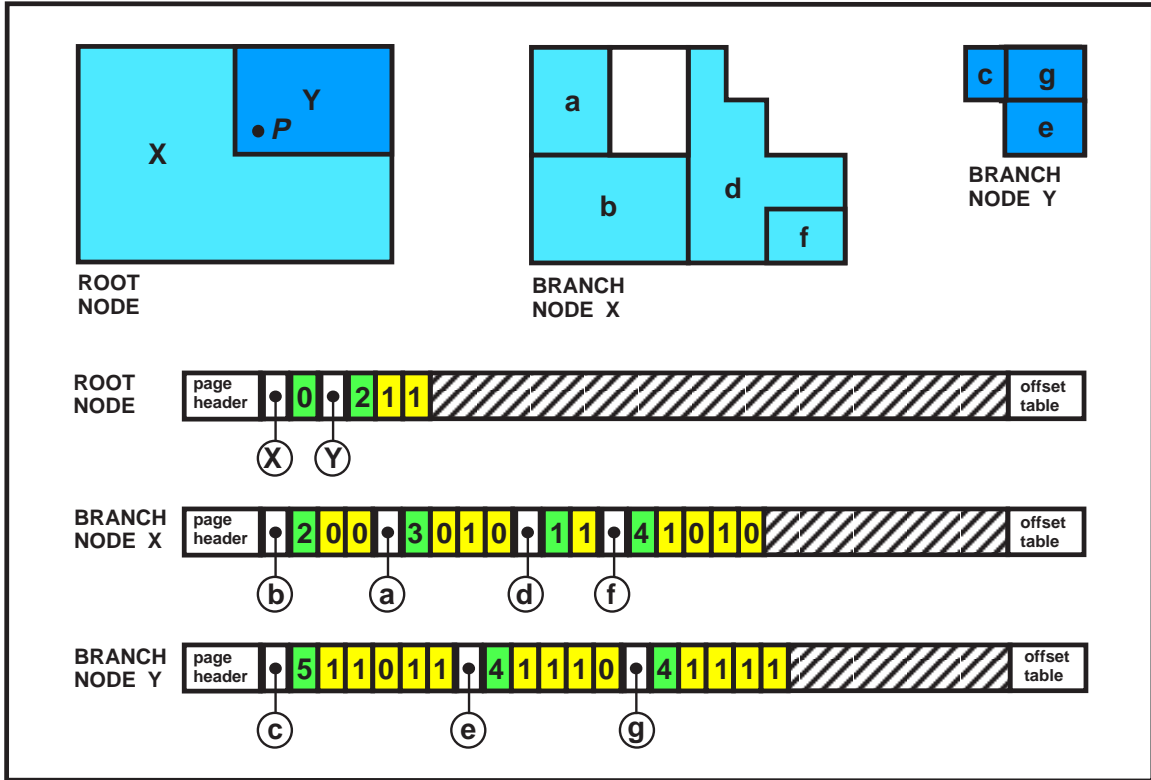 X
Y
P
ROOT
NODE
a
b
d
f
BRANCH
NODE X
c
g
e
BRANCH
NODE Y
ROOT
NODE
page
header
0 2 1 1
offset
table
X Y
BRANCH
NODE X
page
header
2 0 0 3 0 1 0 1 1 4 1 0 1 0
offset
table
b a d f
BRANCH
NODE Y
page
header
5 1 1 0 1 1 4 1 1 1 0 4 1 1 1 1
offset
table
c e g